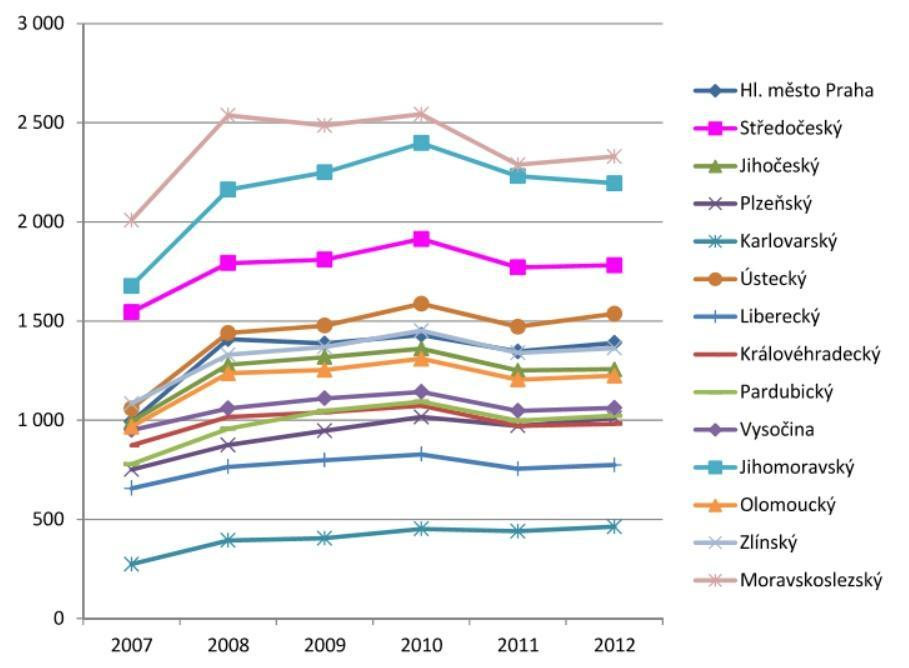 3 000
2 500
2 000
1 500
1 000
500
0
2007 2008 2009 2010 2011 2012
Hl. město Praha
Středočeský
Jihočeský
Plzeňský
Karlovarský
Ústecký
Liberecký
Královéhradecký
Pardubický
Vysočina
Jihomoravský
Olomoucký
Zlínský
Moravskoslezský